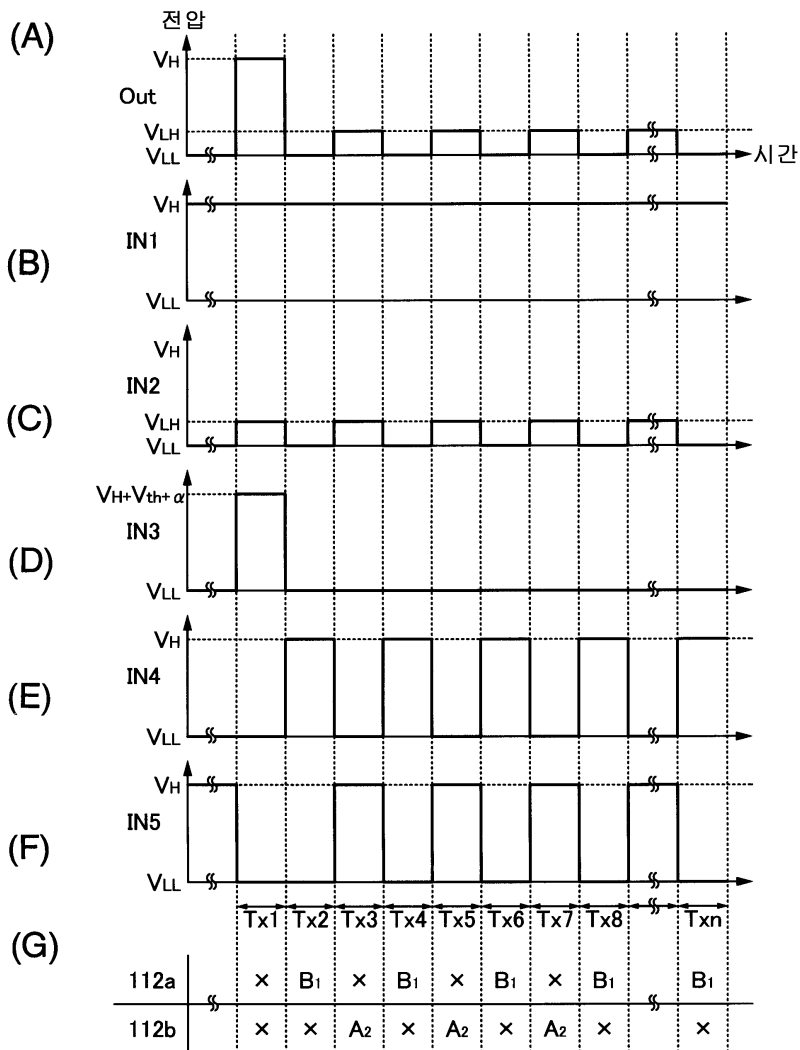 (A)
전압
VH
Out
VLH
VLL
시간
(B)
VH
IN1
VLL
(C)
VH
IN2
VLH
VLL
(D)
VH+Vth+α
IN3
VLL
(E)
VH
IN4
VLL
(F)
VH
IN5
VLL
(G)
Tx1 Tx2 Tx3 Tx4 Tx5 Tx6 Tx7 Tx8 Txn
112a × B1 × B1 × B1 × B1 B1
112b × × A2 × A2 × A2 × ×